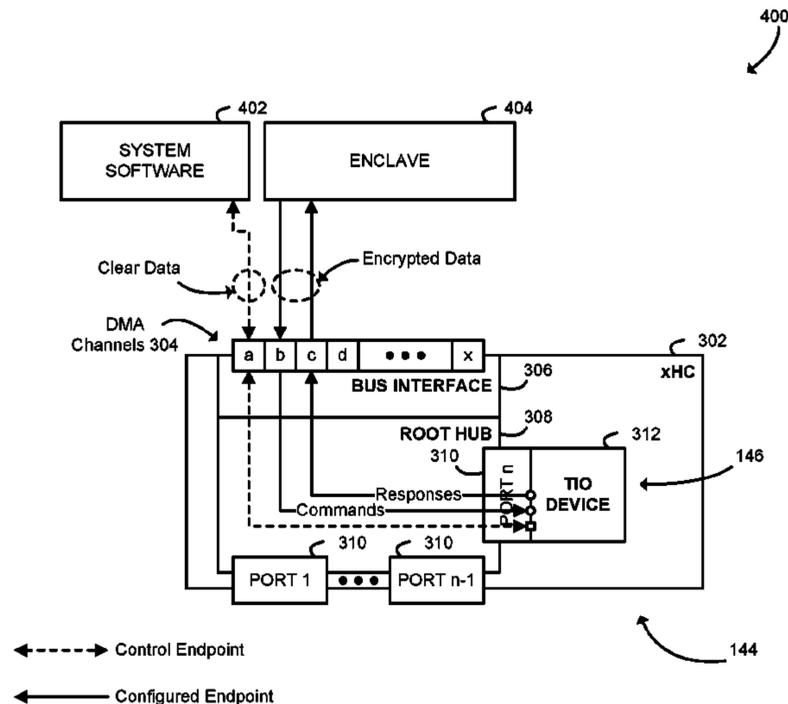 400
402
404
SYSTEM
SOFTWARE
ENCLAVE
Clear Data
Encrypted Data
DMA
Channels 304
a b c d ●●● x
302
xHC
BUS INTERFACE
306
ROOT HUB
308
310
312
PORT n
TIO
DEVICE
146
Responses
Commands
310
310
PORT 1
●●●
PORT n-1
144
Control Endpoint
Configured Endpoint